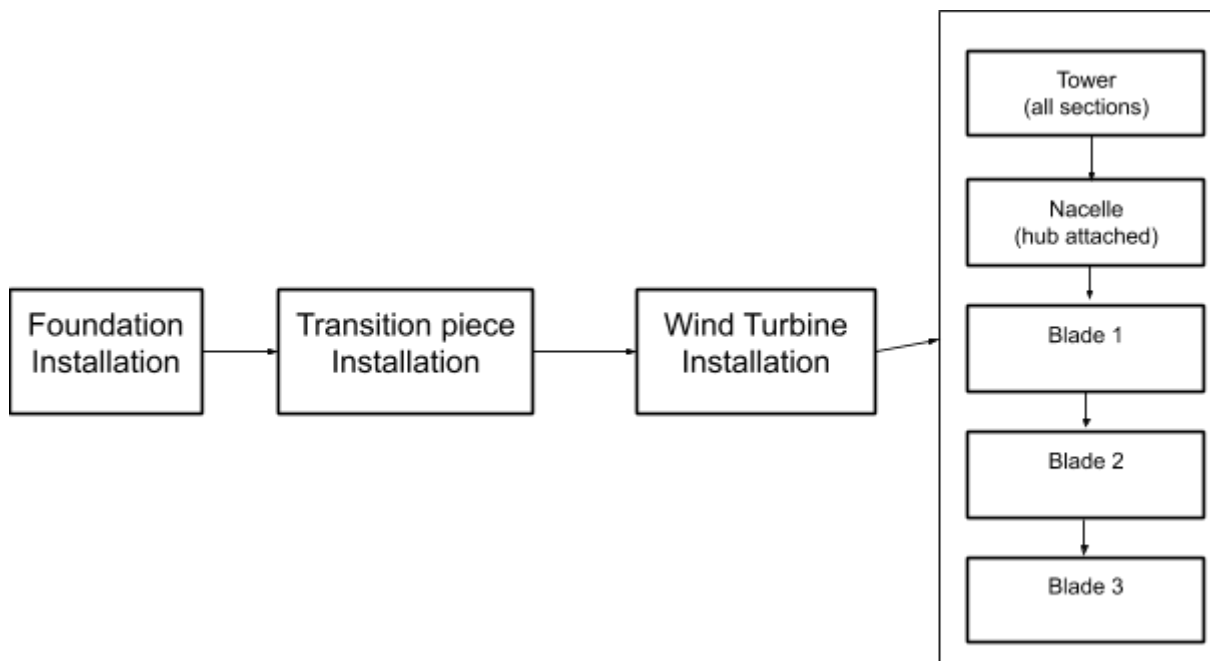 Foundation
Installation
Transition piece
Installation
Wind Turbine
Installation
Tower
(all sections)
Nacelle
(hub attached)
Blade 1
Blade 2
Blade 3